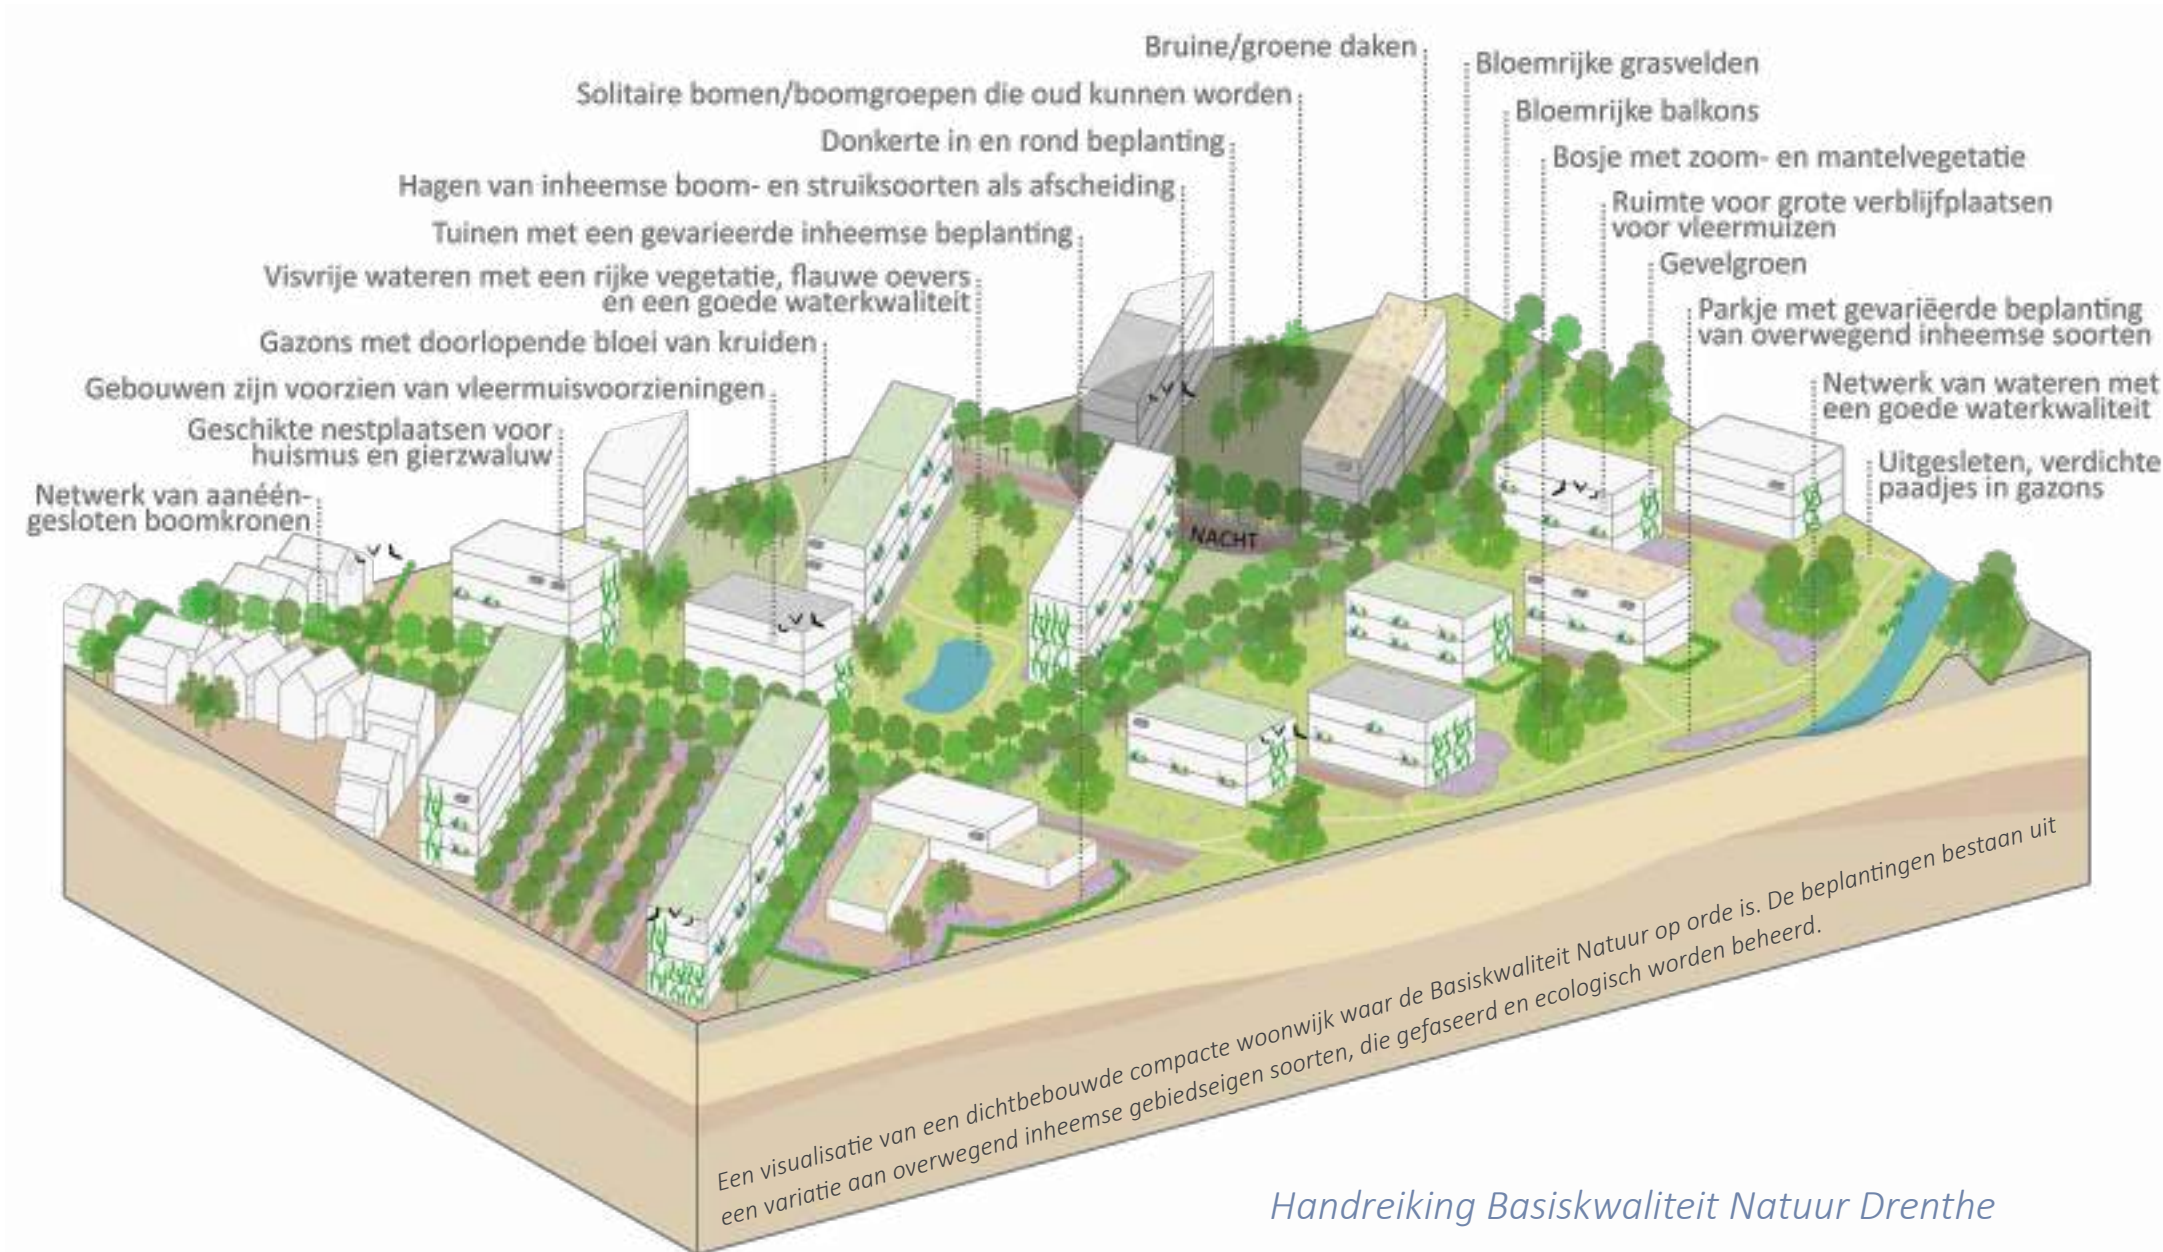 Bruine/groene daken
Solitaire bomen/boomgroepen die oud kunnen worden
Donkerte in en rond beplanting
Hagen van inheemse boom- en struiksoorten als afscheiding
Tuinen met een gevarieerde inheemse beplanting
Visvrije wateren met een rijke vegetatie, flauwe oevers
en een goede waterkwaliteit
Gazons met doorlopende bloei van kruiden
Gebouwen zijn voorzien van vleermuisvoorzieningen
Geschikte nestplaatsen voor
huismus en gierzwaluw
Netwerk van aanéén-
gesloten boomkronen
Bloemrijke grasvelden
Bloemrijke balkons
Bosje met zoom- en mantelvegetatie
Ruimte voor grote verblijfplaatsen
voor vleermuizen
Gevelgroen
Parkje met gevariëerde beplanting
van overwegend inheemse soorten
Netwerk van wateren met
een goede waterkwaliteit
Uitgesleten, verdichte
paadjes in gazons
NACHT
Een visualisatie van een dichtbebouwde compacte woonwijk waar de Basiskwaliteit Natuur op orde is. De beplantingen bestaan uit
een variatie aan overwegend inheemse gebiedseigen soorten, die gefaseerd en ecologisch worden beheerd.
Handreiking Basiskwaliteit Natuur Drenthe